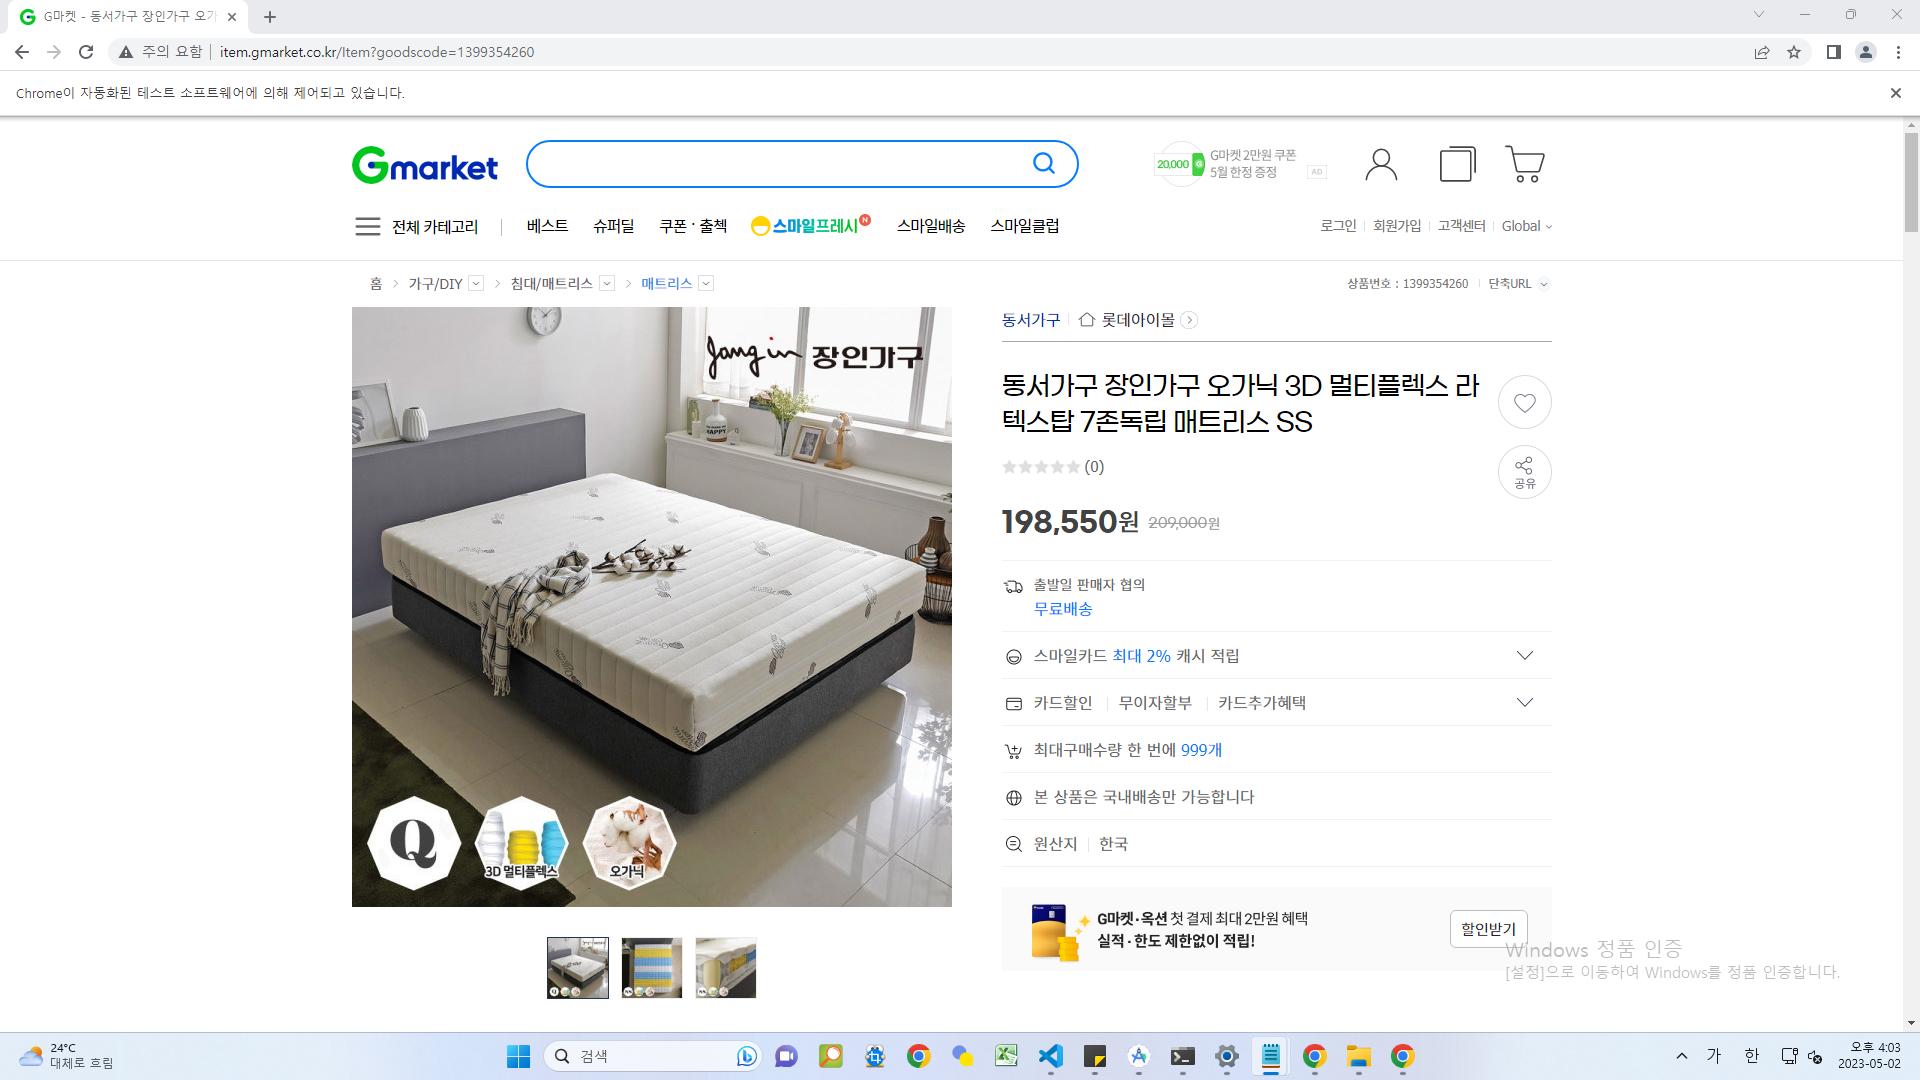 G마켓 - 동서가구 장인가구 오가
주의 요함
item.gmarket.co.kr/Item?goodscode=1399354260
Chrome이 자동화된 테스트 소프트웨어에 의해 제어되고 있습니다.
Gmarket
20,000
G마켓 2만원 쿠폰
5월 한정 증정
AD
전체 카테고리
베스트
슈퍼딜
쿠폰·출첵
스마일프레시
N
스마일배송
스마일클럽
로그인
회원가입
고객센터
Global
홈
가구/DIY
침대/매트리스
매트리스
상품번호 : 1399354260
단축URL
Jang in 장인가구
HAPPY
Q
3D 멀티플렉스
오가닉
동서가구
롯데아이몰
동서가구 장인가구 오가닉 3D 멀티플렉스 라
텍스탑 7존독립 매트리스 SS
(0)
공유
198,550원 209,000원
출발일 판매자 협의
무료배송
스마일카드 최대 2% 캐시 적립
카드할인
무이자할부
카드추가혜택
최대구매수량 한 번에 999개
본 상품은 국내배송만 가능합니다
원산지
한국
G마켓·옥션 첫 결제 최대 2만원 혜택
실적·한도 제한없이 적립!
할인받기
Windows 정품 인증
[설정]으로 이동하여 Windows를 정품 인증합니다.
24°C
대체로 흐림
검색
가
한
오후 4:03
2023-05-02